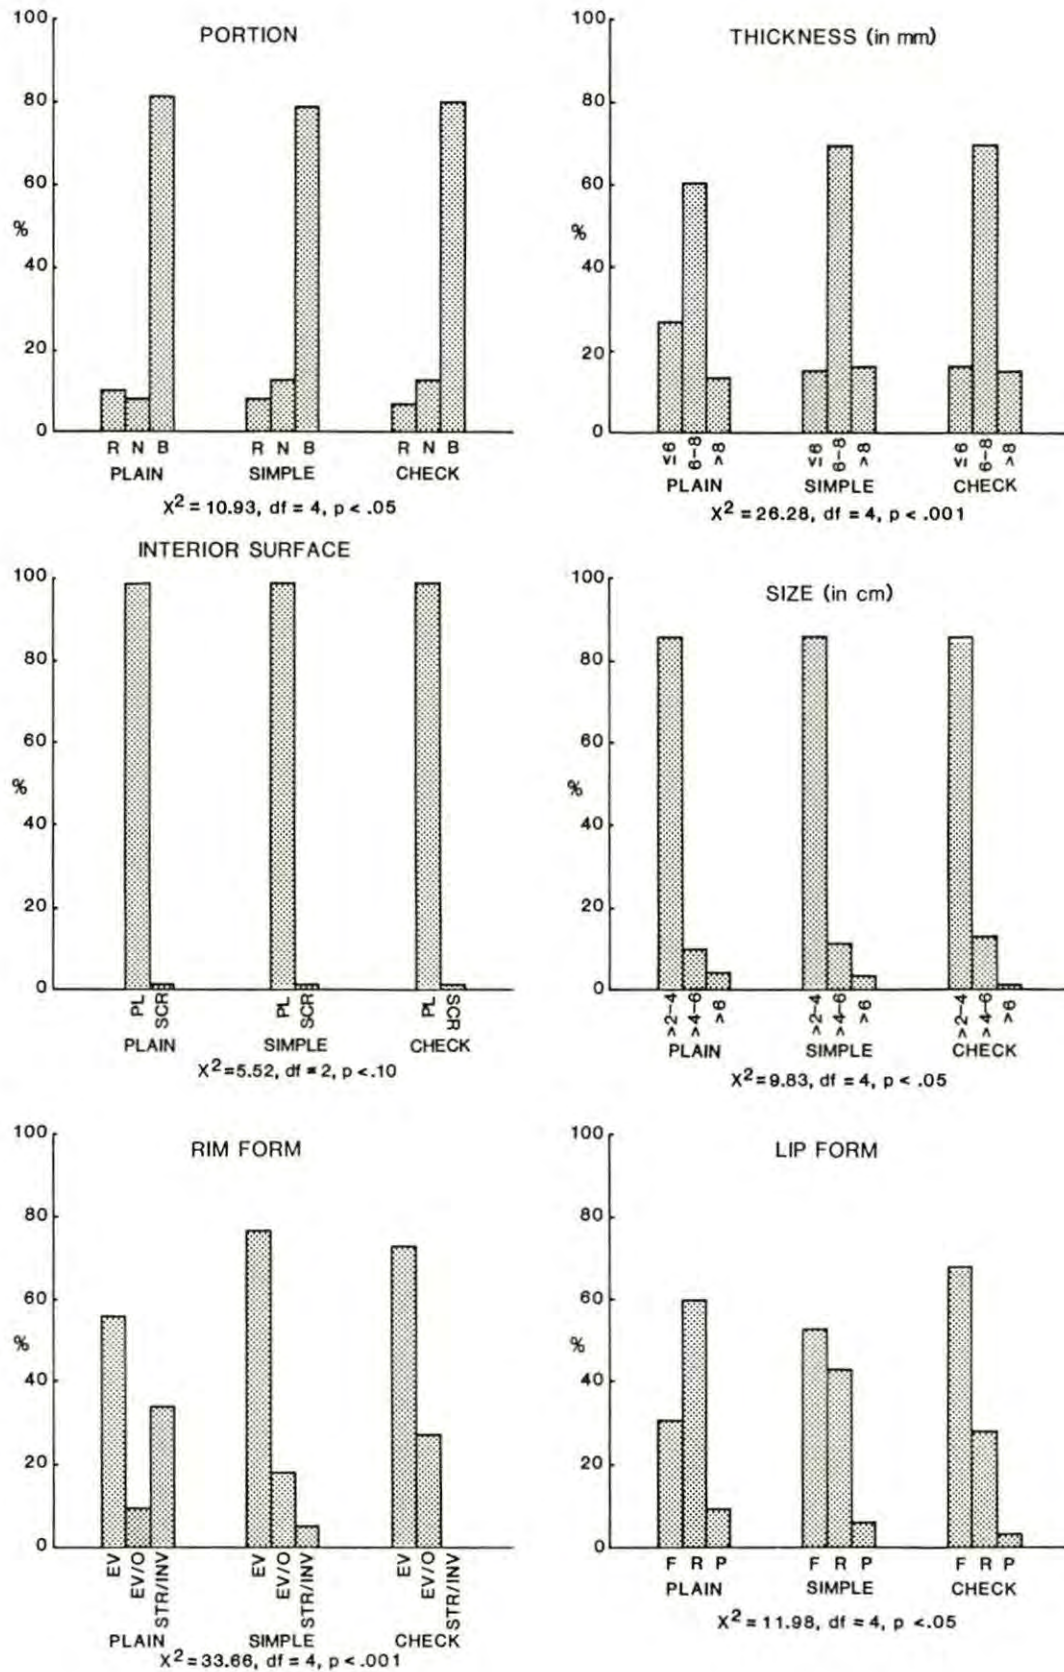 PORTION
100
80
60
%
40
20
0
R N B R N B R N B
PLAIN SIMPLE CHECK
X²= 10.93, df = 4, p < .05
THICKNESS (in mm)
100
80
60
%
40
20
0
≤6 6-8 >8 ≤6 6-8 >8 ≤6 6-8 >8
PLAIN SIMPLE CHECK
X²=26.28, df=4, p<.001
INTERIOR SURFACE
100
80
60
%
40
20
0
PL SCR PL SCR PL SCR
PLAIN SIMPLE CHECK
X²=5.52, df=2, p<.10
SIZE (in cm)
100
80
60
%
40
20
0
>2-4 >4-6 >6 >2-4 >4-6 >6 >2-4 >4-6 >6
PLAIN SIMPLE CHECK
X²=9.83, df = 4, p < .05
RIM FORM
100
80
60
%
40
20
0
EV EV/O STR/INV EV EV/O STR/INV EV EV/O STR/INV
PLAIN SIMPLE CHECK
X²=33.66, df = 4, p<.001
LIP FORM
100
80
60
%
40
20
0
F R P F R P F R P
PLAIN SIMPLE CHECK
X²= 11.98, df = 4, p <.05